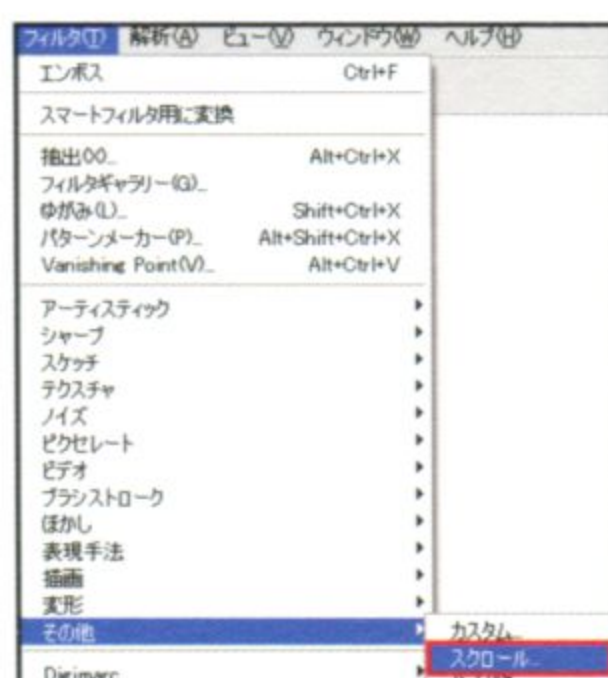 フィルタ(T) 解析(A) ビュー(V) ウィンドウ(W) ヘルプ(H)
エンボス Ctrl+F
スマートフィルタ用に変換
抽出(X)... Alt+Ctrl+X
フィルタギャラリー(G)...
ゆがみ(L)... Shift+Ctrl+X
パターンメーカー(P)... Alt+Shift+Ctrl+X
Vanishing Point(V)... Alt+Ctrl+V
アーティスティック
シャープ
スケッチ
テクスチャ
ノイズ
ピクセレート
ビデオ
ブラシストローク
ぼかし
表現手法
描画
変形
その他 カスタム...
スクロール...
Digimarc